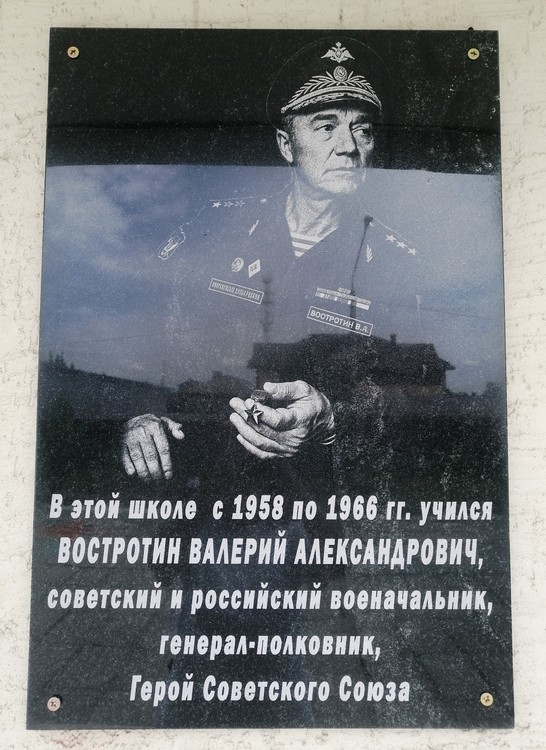 ВОСТРОТИН В.А.
В этой школе с 1958 по 1966 гг. учился
ВОСТРОТИН ВАЛЕРИЙ АЛЕКСАНДРОВИЧ,
советский и российский военачальник,
генерал-полковник,
Герой Советского Союза